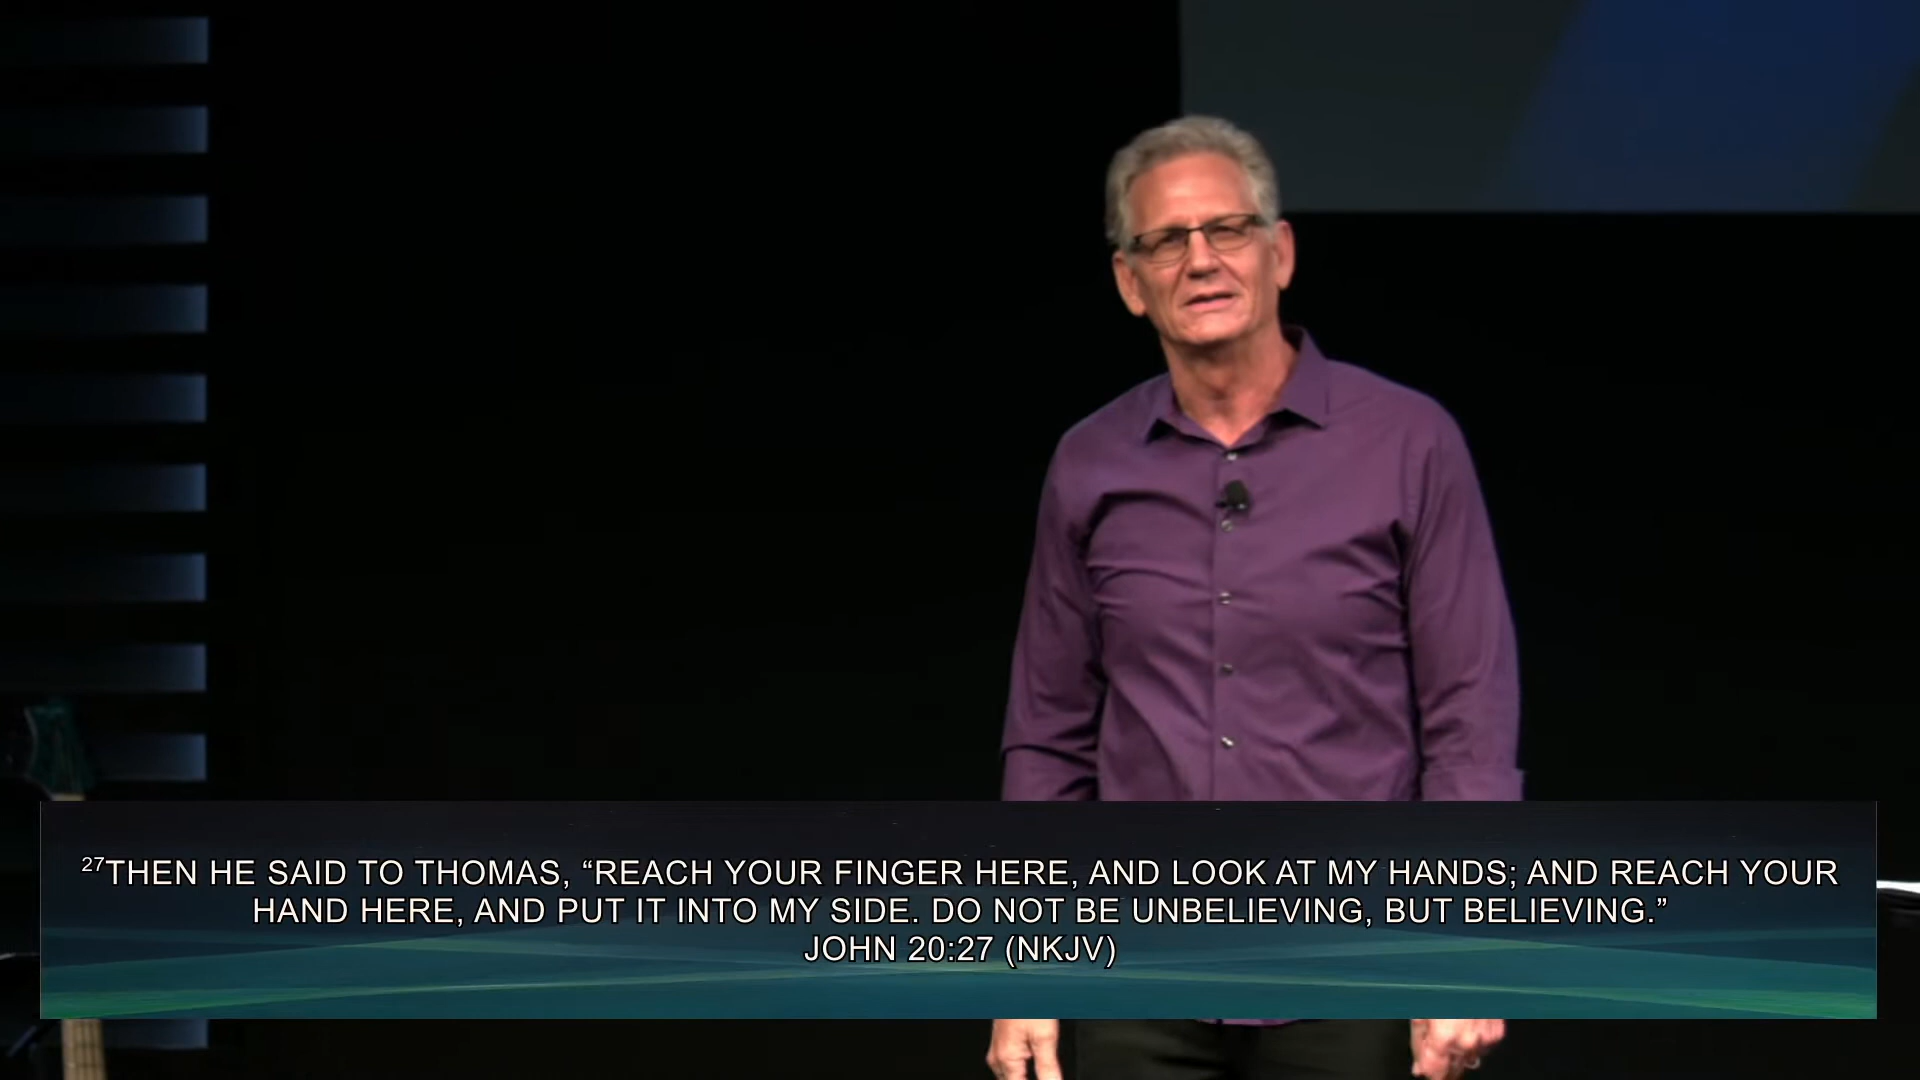 27THEN HE SAID TO THOMAS, “REACH YOUR FINGER HERE, AND LOOK AT MY HANDS; AND REACH YOUR
HAND HERE, AND PUT IT INTO MY SIDE. DO NOT BE UNBELIEVING, BUT BELIEVING.”
JOHN 20:27 (NKJV)